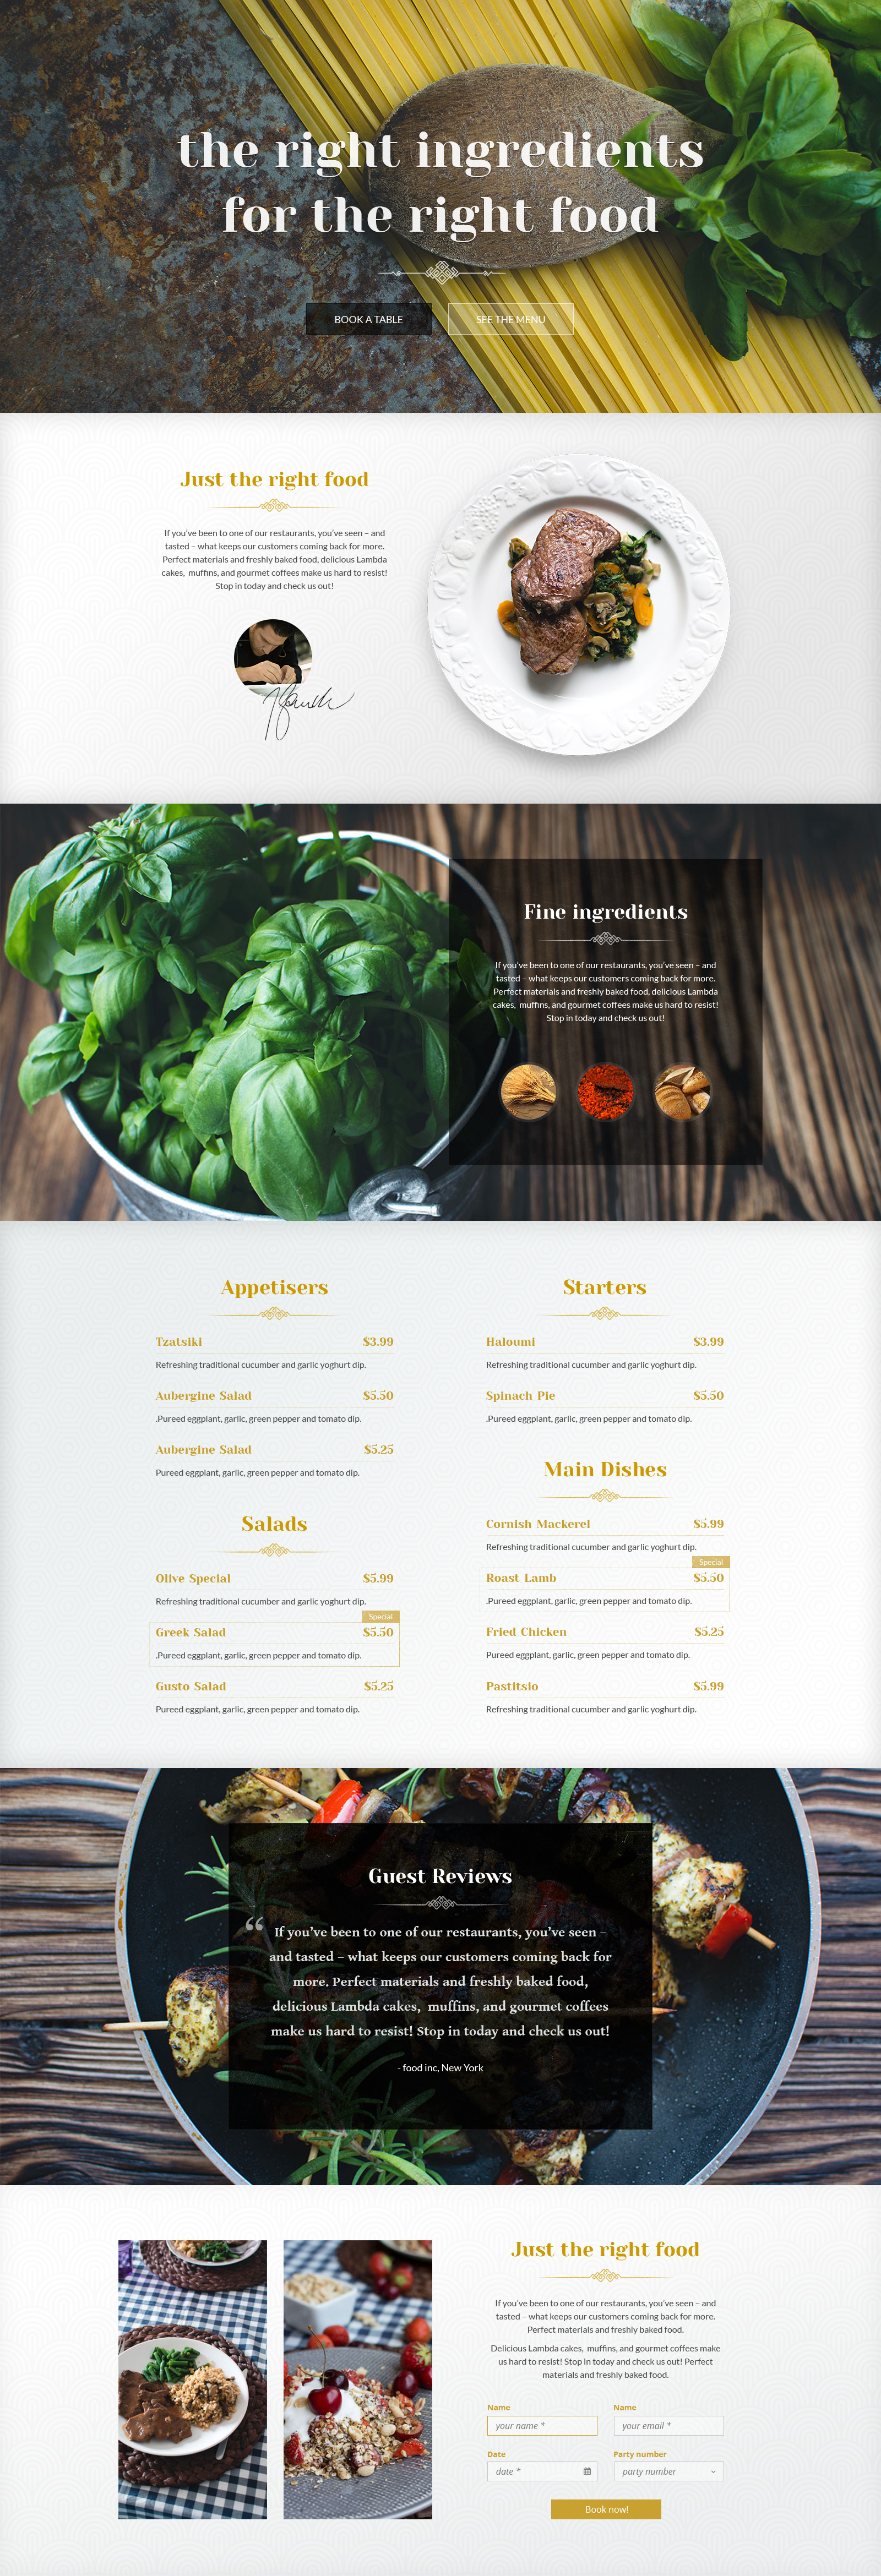 the right ingredients
for the right food
BOOK A TABLE
SEE THE MENU
Just the right food
If you've been to one of our restaurants, you've seen – and
tasted – what keeps our customers coming back for more.
Perfect materials and freshly baked food, delicious Lambda
cakes,  muffins, and gourmet coffees make us hard to resist!
Stop in today and check us out!
Fine ingredients
If you've been to one of our restaurants, you've seen – and
tasted – what keeps our customers coming back for more.
Perfect materials and freshly baked food, delicious Lambda
cakes,  muffins, and gourmet coffees make us hard to resist!
Stop in today and check us out!
Appetisers
Tzatsiki $3.99
Refreshing traditional cucumber and garlic yoghurt dip.
Aubergine Salad $5.50
.Pureed eggplant, garlic, green pepper and tomato dip.
Aubergine Salad $5.25
Pureed eggplant, garlic, green pepper and tomato dip.
Salads
Olive Special $5.99
Refreshing traditional cucumber and garlic yoghurt dip.
Special
Greek Salad $5.50
.Pureed eggplant, garlic, green pepper and tomato dip.
Gusto Salad $5.25
Pureed eggplant, garlic, green pepper and tomato dip.
Starters
Haloumi $3.99
Refreshing traditional cucumber and garlic yoghurt dip.
Spinach Pie $5.50
.Pureed eggplant, garlic, green pepper and tomato dip.
Main Dishes
Cornish Mackerel $5.99
Refreshing traditional cucumber and garlic yoghurt dip.
Special
Roast Lamb $5.50
.Pureed eggplant, garlic, green pepper and tomato dip.
Fried Chicken $5.25
Pureed eggplant, garlic, green pepper and tomato dip.
Pastitsio $5.99
Refreshing traditional cucumber and garlic yoghurt dip.
Guest Reviews
“ If you've been to one of our restaurants, you've seen –
and tasted – what keeps our customers coming back for
more. Perfect materials and freshly baked food,
delicious Lambda cakes,  muffins, and gourmet coffees
make us hard to resist! Stop in today and check us out!
- food inc, New York
Just the right food
If you've been to one of our restaurants, you've seen – and
tasted – what keeps our customers coming back for more.
Perfect materials and freshly baked food.
Delicious Lambda cakes,  muffins, and gourmet coffees make
us hard to resist! Stop in today and check us out! Perfect
materials and freshly baked food.
Name Name
your name * your email *
Date Party number
date * party number
Book now!